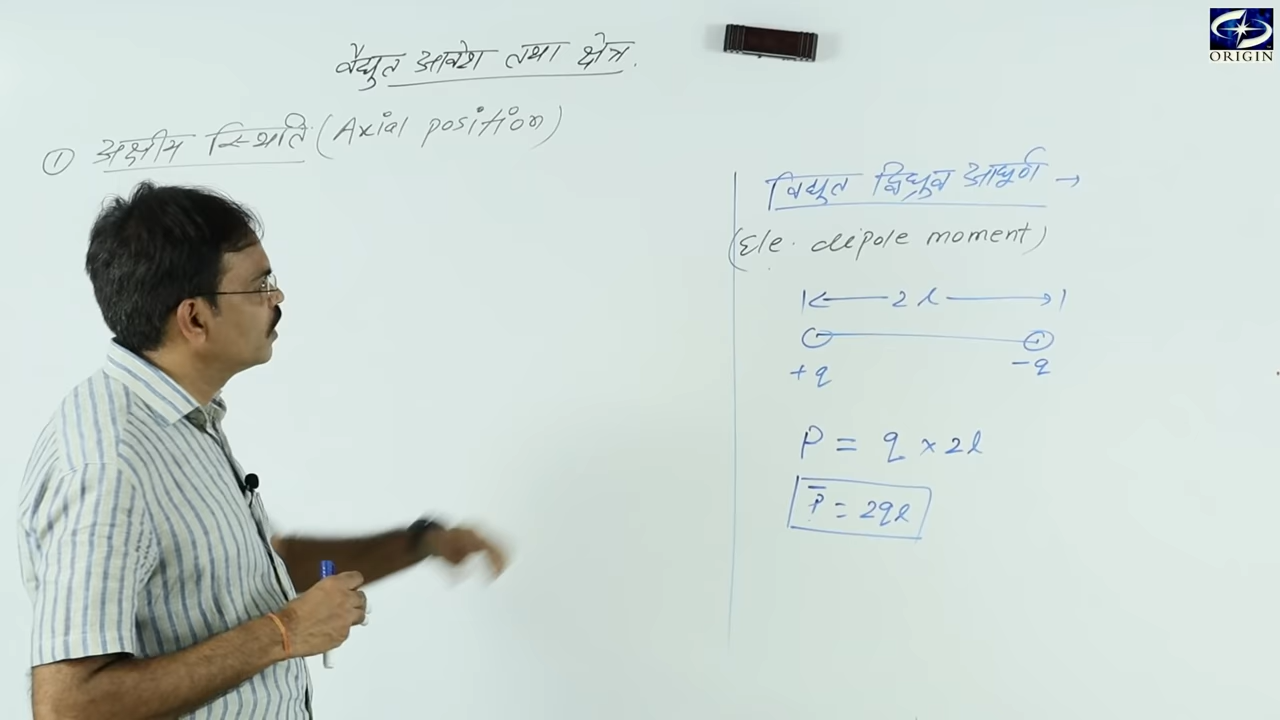 वैद्युत आवेश तथा क्षेत्र.
① अक्षीय स्थिति (Axial position)
विद्युत द्विध्रुव आघूर्ण →
(Ele. dipole moment)
2l
+q -q
P = q × 2l
P̅ = 2ql
ORIGIN